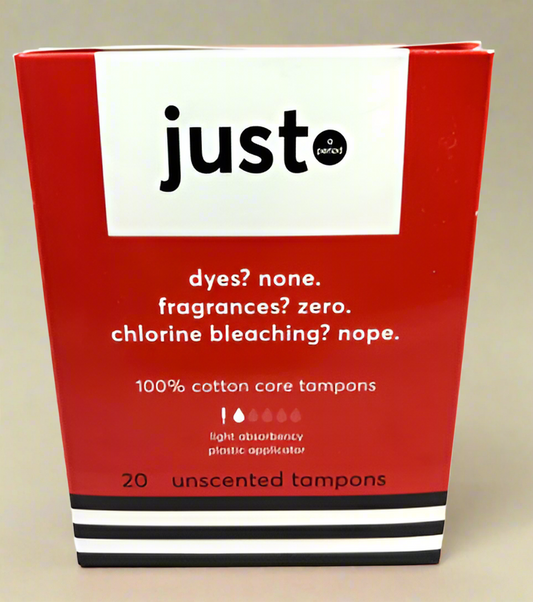 just
a
period
dyes? none.
fragrances? zero.
chlorine bleaching? nope.
100% cotton core tampons
light absorbency
plastic applicator
20 unscented tampons